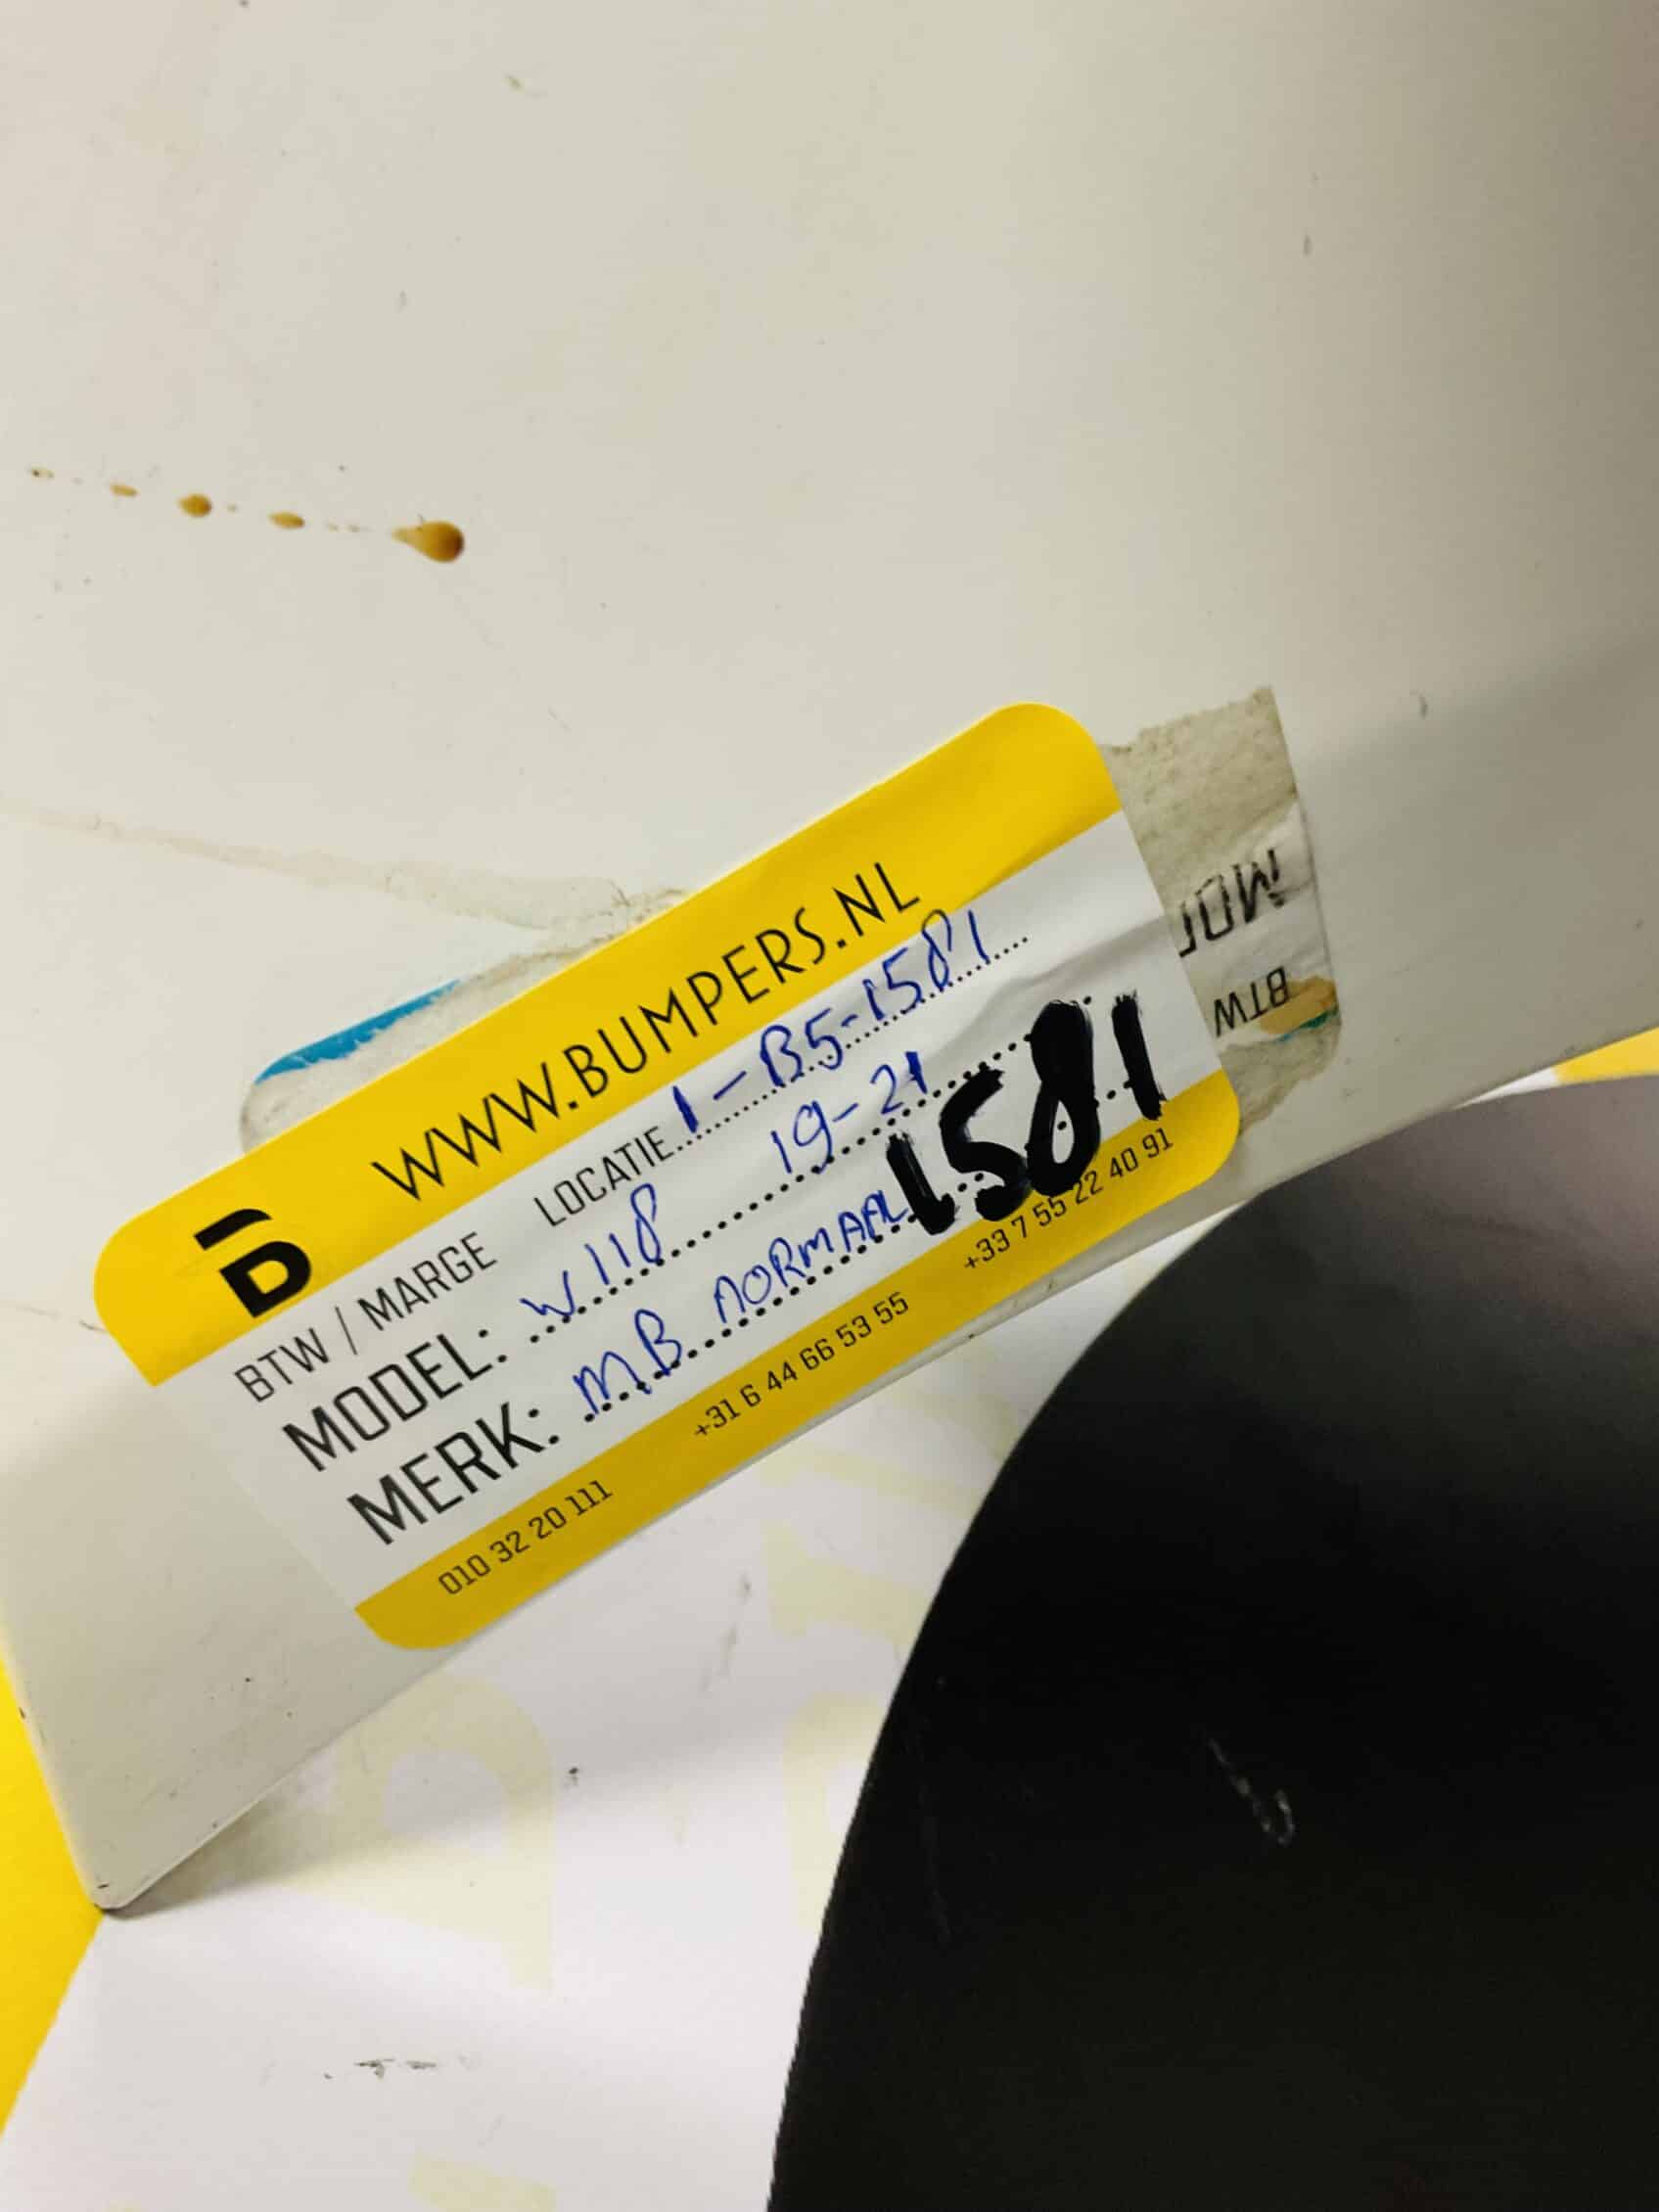 WWW.BUMPERS.NL
BTW / MARGE LOCATIE 1-B5-1581
MODEL: W118 19-21
MERK: M.B NORMAAL 1581
010 32 20 111 +31 6 44 66 53 55 +33 7 55 22 40 91
BTW